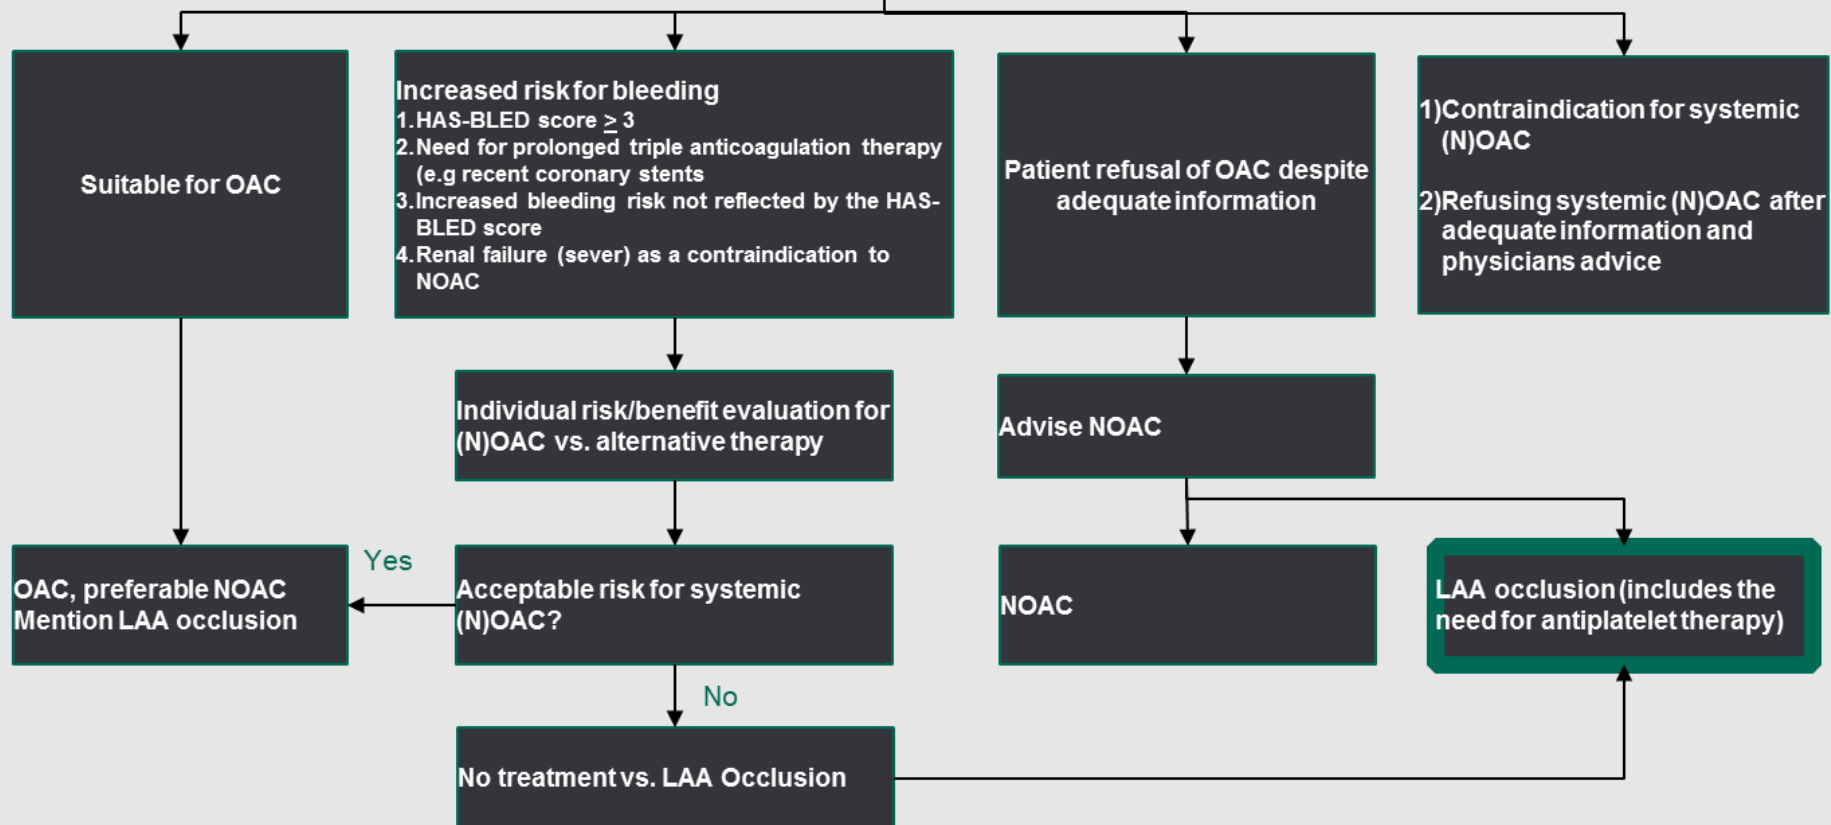 Suitable for OAC
Increased risk for bleeding
1.HAS-BLED score ≥ 3
2.Need for prolonged triple anticoagulation therapy
(e.g recent coronary stents
3.Increased bleeding risk not reflected by the HAS-
BLED score
4.Renal failure (sever) as a contraindication to
NOAC
Patient refusal of OAC despite
adequate information
1)Contraindication for systemic
(N)OAC
2)Refusing systemic (N)OAC after
adequate information and
physicians advice
Individual risk/benefit evaluation for
(N)OAC vs. alternative therapy
Advise NOAC
OAC, preferable NOAC
Mention LAA occlusion
Yes
Acceptable risk for systemic
(N)OAC?
NOAC
LAA occlusion (includes the
need for antiplatelet therapy)
No
No treatment vs. LAA Occlusion